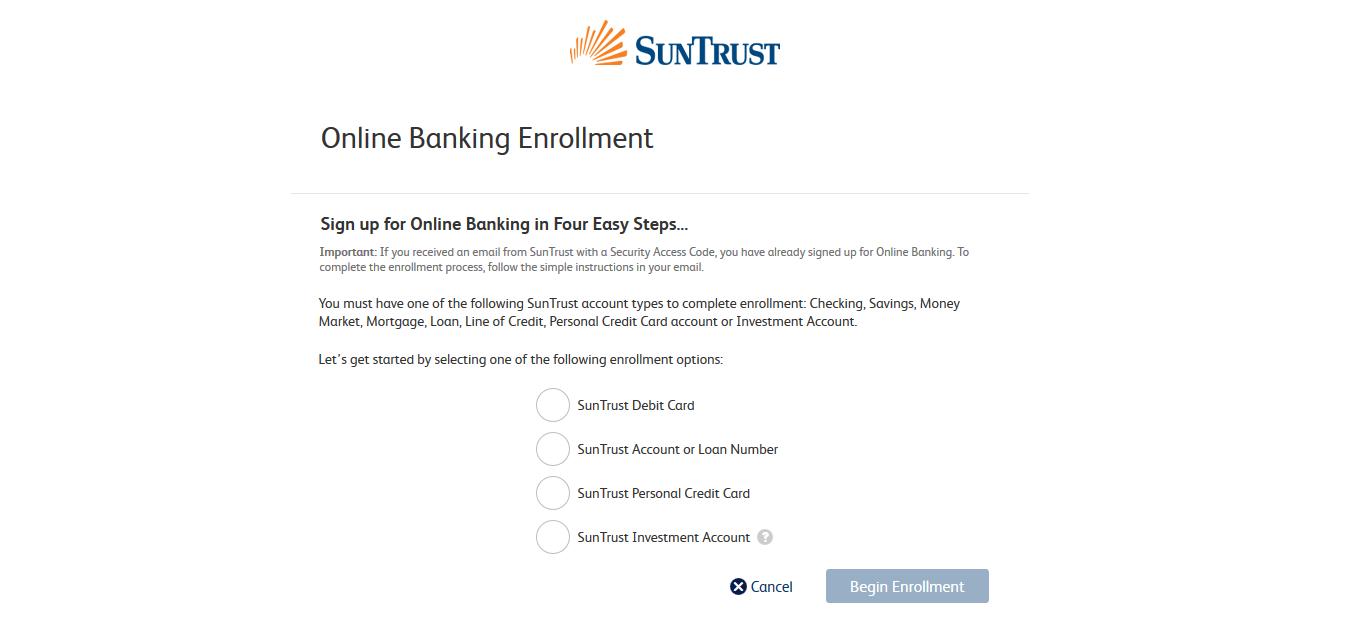 SUNTRUST
Online Banking Enrollment
Sign up for Online Banking in Four Easy Steps...
Important: If you received an email from SunTrust with a Security Access Code, you have already signed up for Online Banking. To
complete the enrollment process, follow the simple instructions in your email.
You must have one of the following SunTrust account types to complete enrollment: Checking, Savings, Money
Market, Mortgage, Loan, Line of Credit, Personal Credit Card account or Investment Account.
Let's get started by selecting one of the following enrollment options:
SunTrust Debit Card
SunTrust Account or Loan Number
SunTrust Personal Credit Card
SunTrust Investment Account ?
Cancel Begin Enrollment